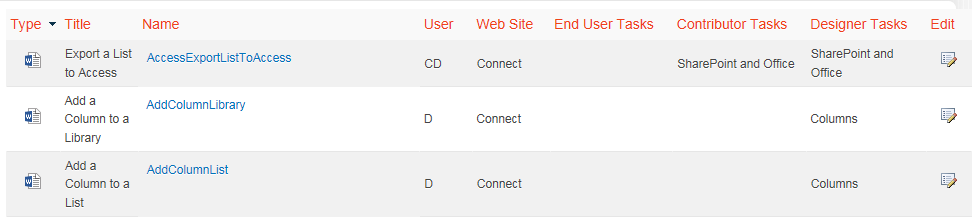 Type Title Name User Web Site End User Tasks Contributor Tasks Designer Tasks Edit
Export a List to Access AccessExportListToAccess CD Connect SharePoint and Office SharePoint and Office
Add a Column to a Library AddColumnLibrary D Connect Columns
Add a Column to a List AddColumnList D Connect Columns